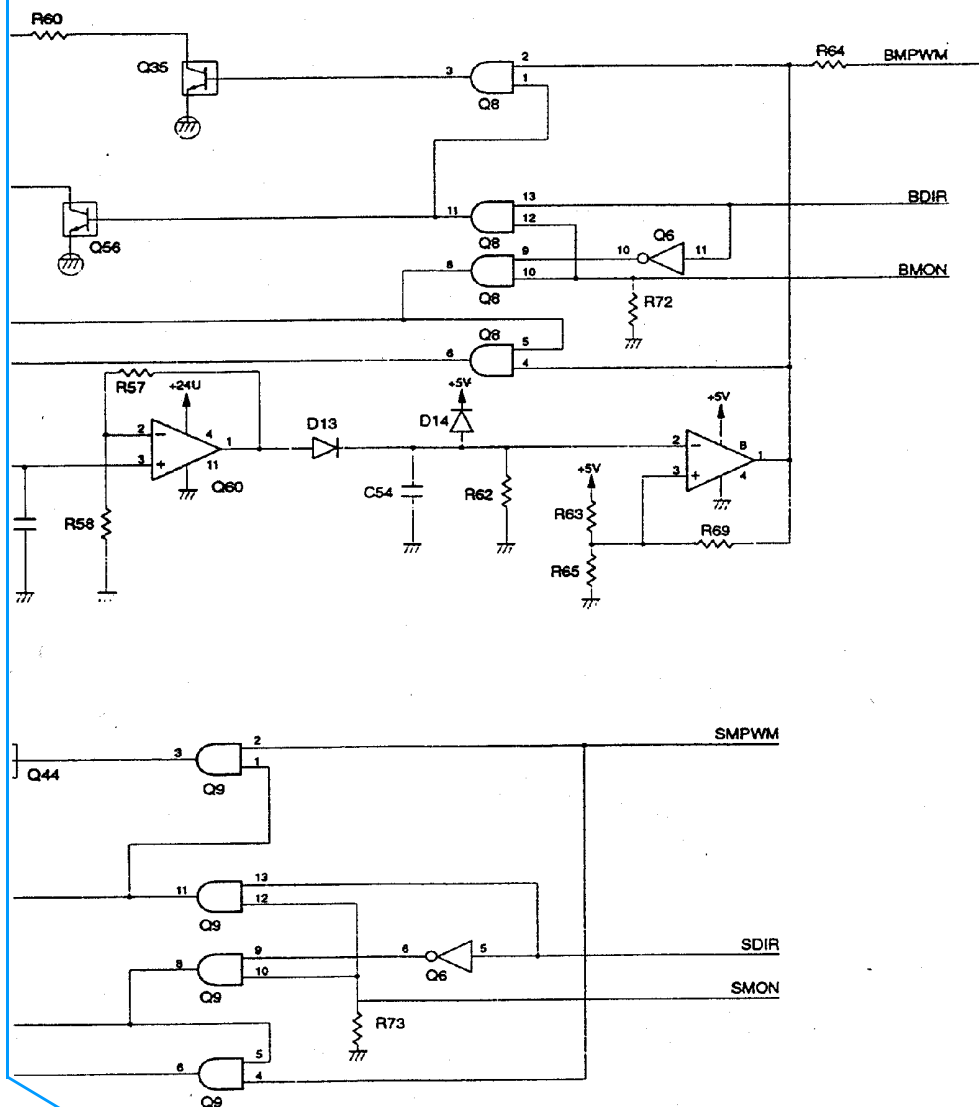 R60
Q35
3
2
1
Q8
R64
BMPWM
Q56
11
13
12
Q8
BDIR
8
9
10
Q8
10
Q6
11
BMON
R72
Q8
6
5
4
R57
+24U
2
3
4
11
1
Q60
R58
D13
+5V
D14
C54
R62
+5V
2
3
8
4
1
+5V
R63
R69
R65
Q44
3
2
1
Q9
SMPWM
11
13
12
Q9
8
9
10
Q9
6
5
Q6
SDIR
SMON
R73
6
5
4
Q9